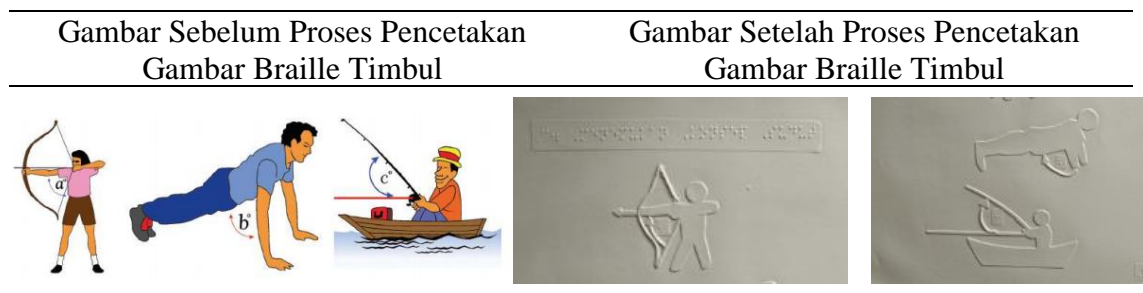 Gambar Sebelum Proses Pencetakan
Gambar Braille Timbul
Gambar Setelah Proses Pencetakan
Gambar Braille Timbul
a°
b°
c°